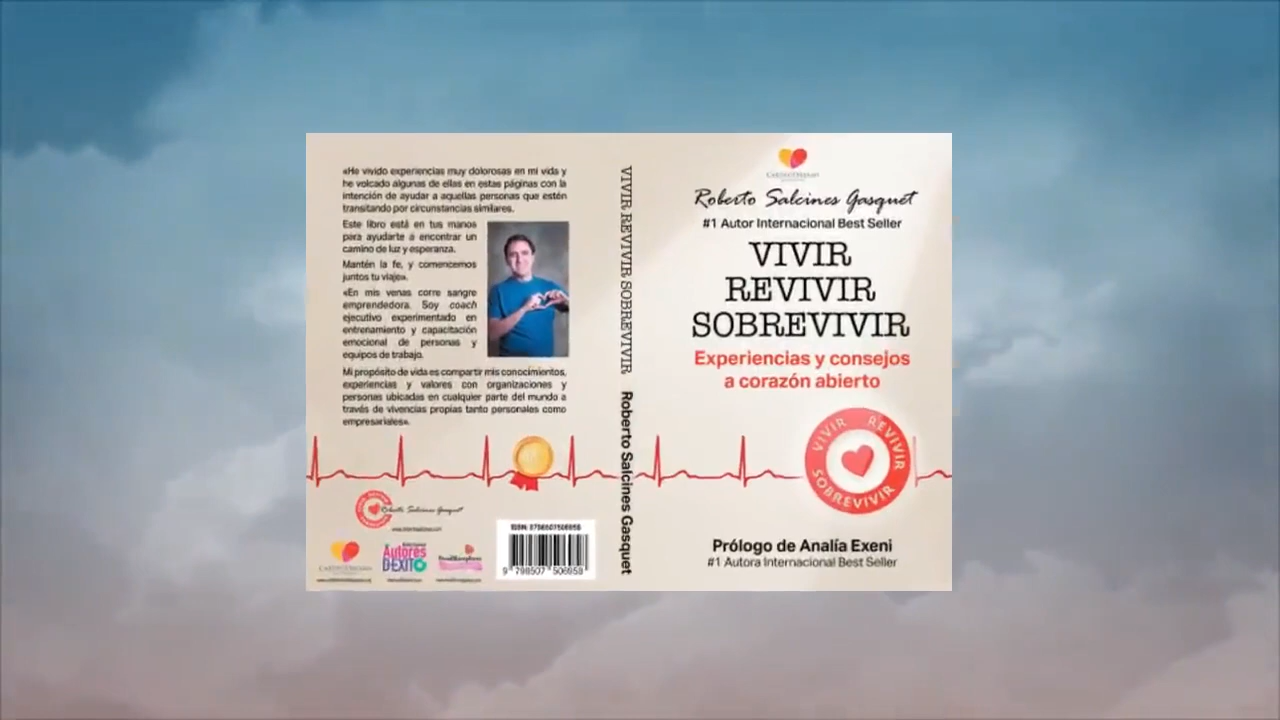 «He vivido experiencias muy dolorosas en mi vida y
he volcado algunas de ellas en estas páginas con la
intención de ayudar a aquellas personas que estén
transitando por circunstancias similares.
Este libro está en tus manos
para ayudarte a encontrar un
camino de luz y esperanza.
Mantén la fe, y comencemos
juntos tu viaje».
«En mis venas corre sangre
emprendedora. Soy coach
ejecutivo experimentado en
entrenamiento y capacitación
emocional de personas y
equipos de trabajo.
Mi propósito de vida es compartir mis conocimientos,
experiencias y valores con organizaciones y
personas ubicadas en cualquier parte del mundo a
través de vivencias propias tanto personales como
empresariales».
Roberto Salcines Gasquet
Autores
DÉXITO
VIVIR REVIVIR SOBREVIVIR Roberto Salcines Gasquet
Roberto Salcines Gasquet
#1 Autor Internacional Best Seller
VIVIR
REVIVIR
SOBREVIVIR
Experiencias y consejos
a corazón abierto
VIVIR REVIVIR
SOBREVIVIR
Prólogo de Analía Exeni
#1 Autora Internacional Best Seller